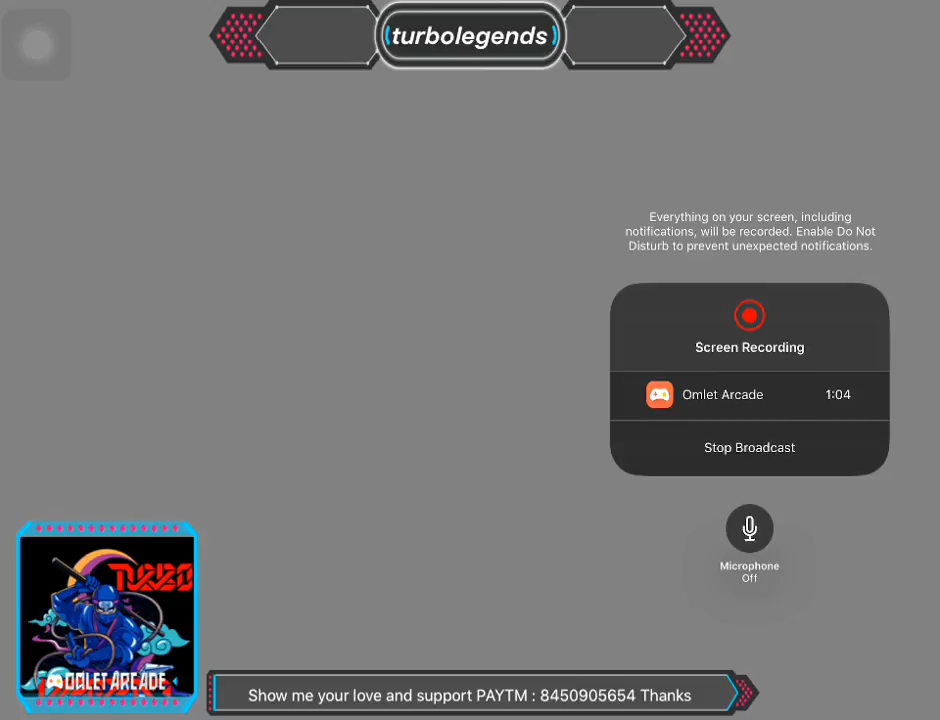 turbolegends
Everything on your screen, including
notifications, will be recorded. Enable Do Not
Disturb to prevent unexpected notifications.
Screen Recording
Omlet Arcade 1:04
Stop Broadcast
Microphone
Off
TURBO
OMLET ARCADE
Show me your love and support PAYTM : 8450905654 Thanks